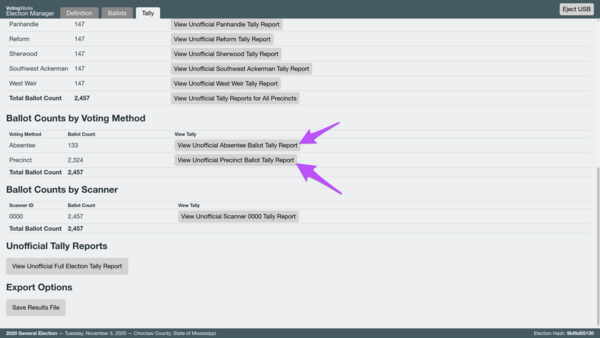 VotingWorks
Election Manager Definition Ballots Tally Eject USB
Panhandle 147 View Unofficial Panhandle Tally Report
Reform 147 View Unofficial Reform Tally Report
Sherwood 147 View Unofficial Sherwood Tally Report
Southwest Ackerman 147 View Unofficial Southwest Ackerman Tally Report
West Weir 147 View Unofficial West Weir Tally Report
Total Ballot Count 2,457 View Unofficial Tally Reports for All Precincts
Ballot Counts by Voting Method
Voting Method Ballot Count View Tally
Absentee 133 View Unofficial Absentee Ballot Tally Report
Precinct 2,324 View Unofficial Precinct Ballot Tally Report
Total Ballot Count 2,457
Ballot Counts by Scanner
Scanner ID Ballot Count View Tally
0000 2,457 View Unofficial Scanner 0000 Tally Report
Total Ballot Count 2,457
Unofficial Tally Reports
View Unofficial Full Election Tally Report
Export Options
Save Results File
2020 General Election — Tuesday, November 3, 2020 — Choctaw County, State of Mississippi Election Hash: 9bf9d05130